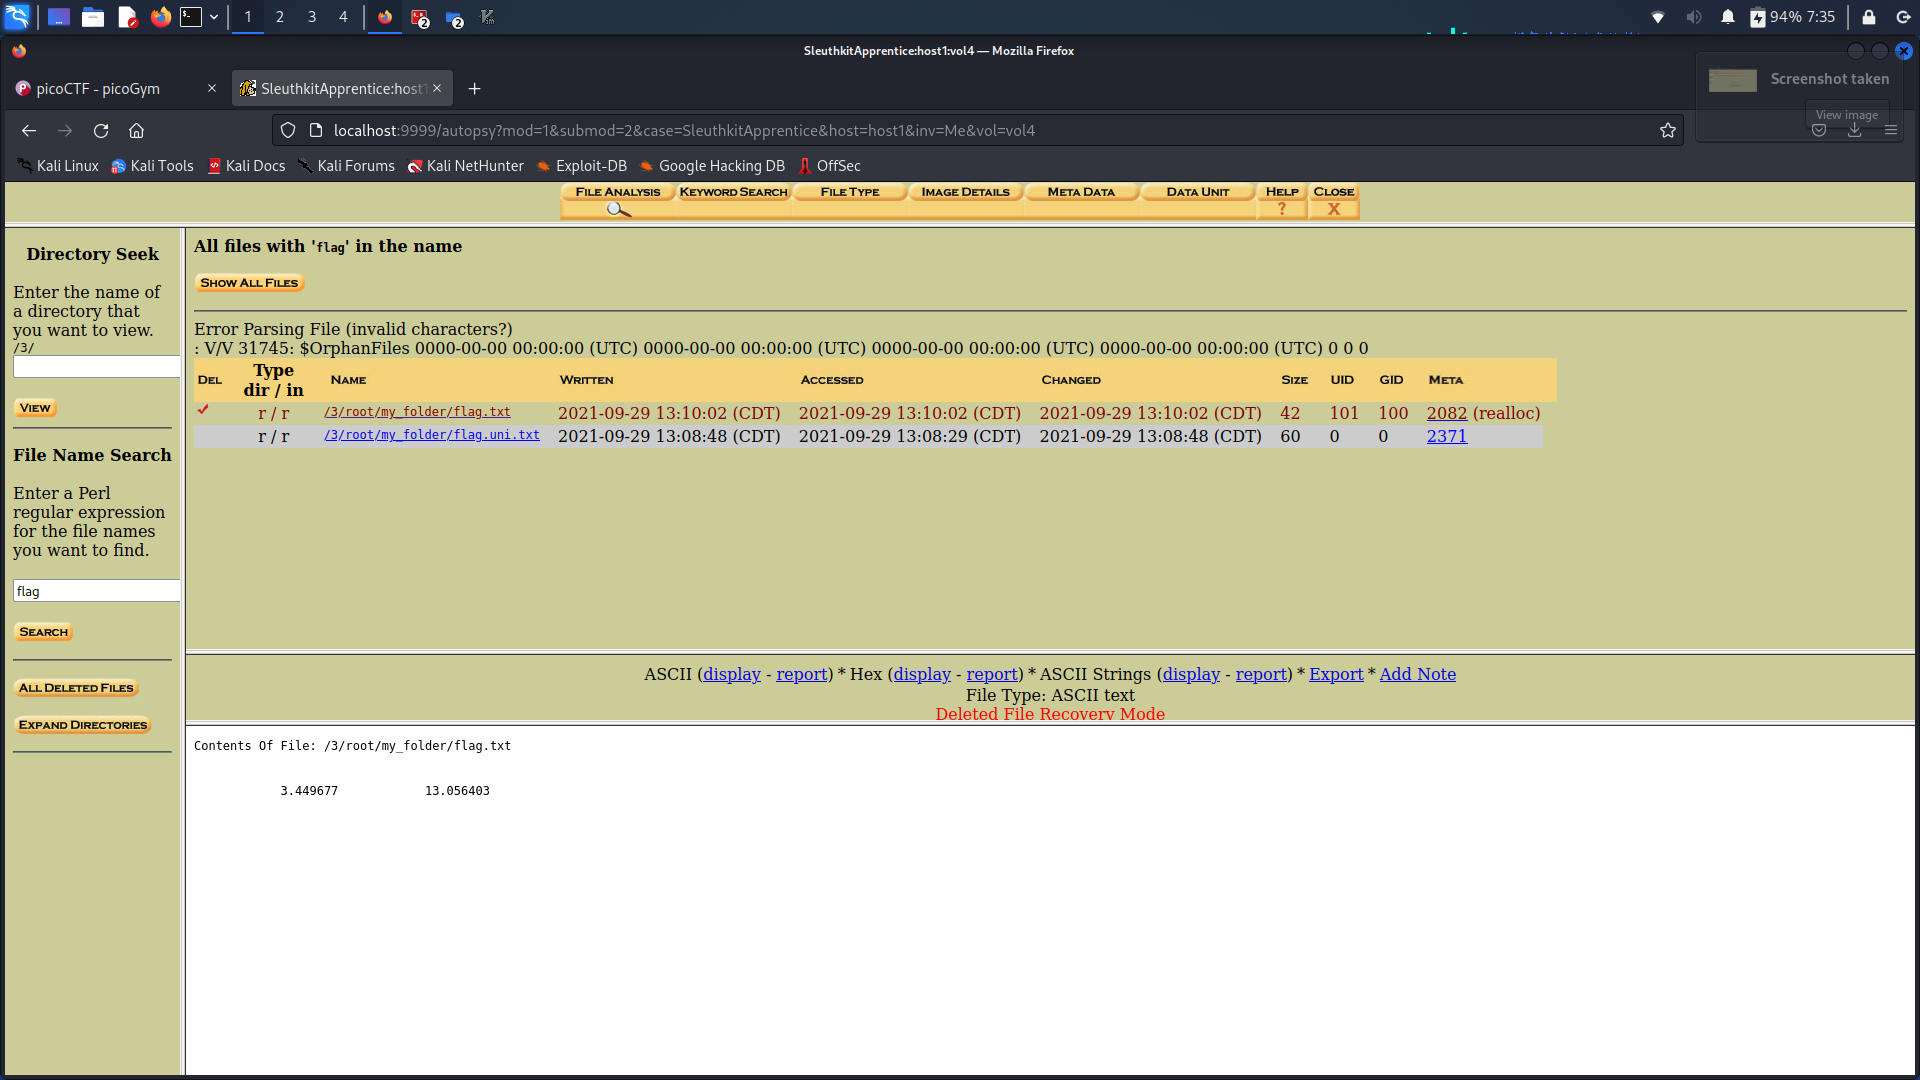 1 2 3 4 2 2 94% 7:35
SleuthkitApprentice:host1:vol4 — Mozilla Firefox
picoCTF - picoGym × SleuthkitApprentice:host1 × +
Screenshot taken
View image
localhost:9999/autopsy?mod=1&submod=2&case=SleuthkitApprentice&host=host1&inv=Me&vol=vol4
Kali Linux Kali Tools Kali Docs Kali Forums Kali NetHunter Exploit-DB Google Hacking DB OffSec
FILE ANALYSIS KEYWORD SEARCH FILE TYPE IMAGE DETAILS META DATA DATA UNIT HELP CLOSE
? X
Directory Seek
Enter the name of
a directory that
you want to view.
/3/
VIEW
File Name Search
Enter a Perl
regular expression
for the file names
you want to find.
flag
SEARCH
ALL DELETED FILES
EXPAND DIRECTORIES
All files with 'flag' in the name
SHOW ALL FILES
Error Parsing File (invalid characters?)
: V/V 31745: $OrphanFiles 0000-00-00 00:00:00 (UTC) 0000-00-00 00:00:00 (UTC) 0000-00-00 00:00:00 (UTC) 0000-00-00 00:00:00 (UTC) 0 0 0
DEL Type dir / in NAME WRITTEN ACCESSED CHANGED SIZE UID GID META
r / r /3/root/my_folder/flag.txt 2021-09-29 13:10:02 (CDT) 2021-09-29 13:10:02 (CDT) 2021-09-29 13:10:02 (CDT) 42 101 100 2082 (realloc)
r / r /3/root/my_folder/flag.uni.txt 2021-09-29 13:08:48 (CDT) 2021-09-29 13:08:29 (CDT) 2021-09-29 13:08:48 (CDT) 60 0 0 2371
ASCII (display - report) * Hex (display - report) * ASCII Strings (display - report) * Export * Add Note
File Type: ASCII text
Deleted File Recovery Mode
Contents Of File: /3/root/my_folder/flag.txt
3.449677 13.056403